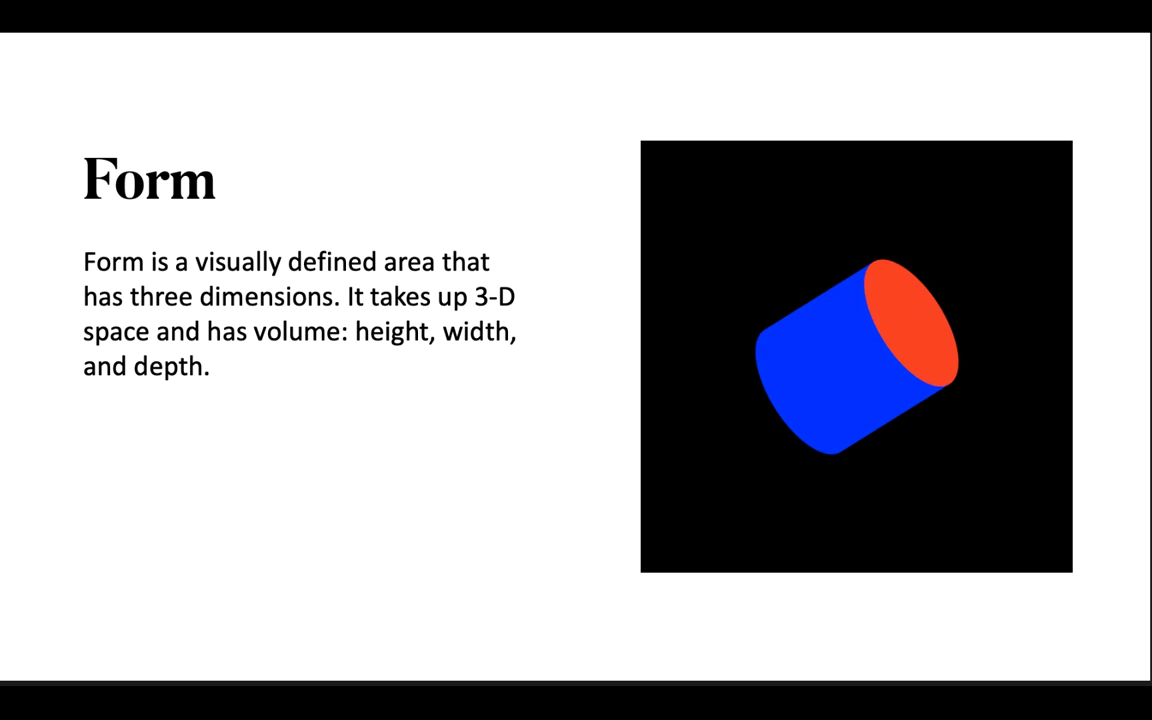 Form
Form is a visually defined area that
has three dimensions. It takes up 3-D
space and has volume: height, width,
and depth.